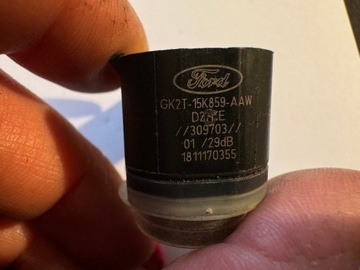 Ford
GK2T-15K859-AAW
//309703//
01 /29dB
1811170355